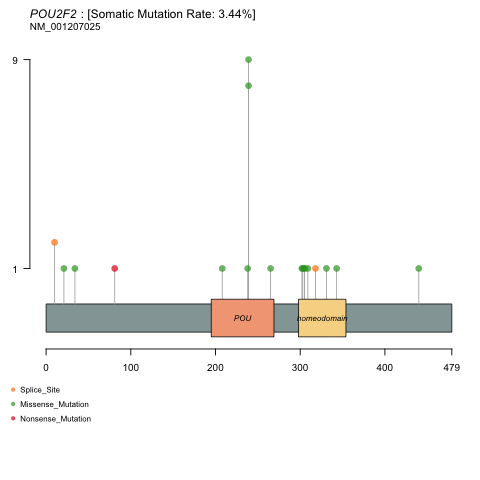 POU2F2 : [Somatic Mutation Rate: 3.44%]
NM_001207025
9
1
POU
homeodomain
0 100 200 300 400 479
Splice_Site
Missense_Mutation
Nonsense_Mutation